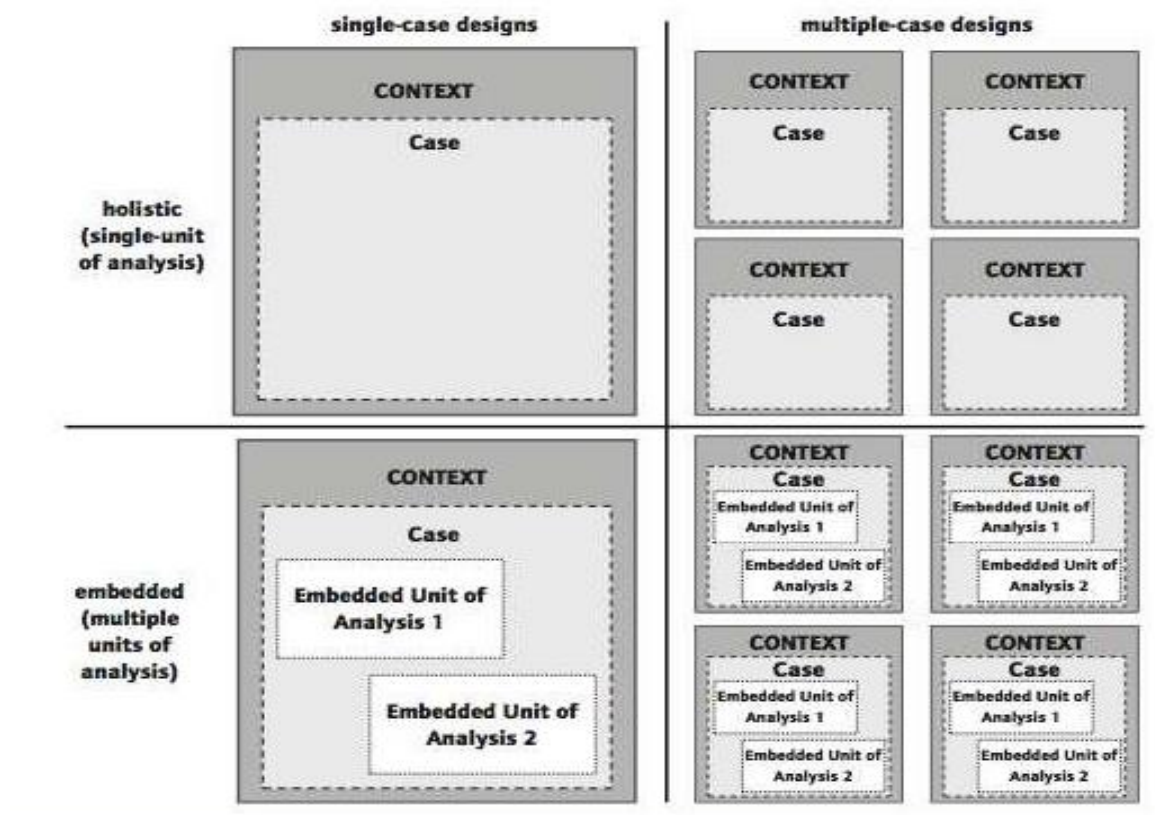 single-case designs
multiple-case designs
holistic
(single-unit
of analysis)
CONTEXT
Case
CONTEXT
Case
CONTEXT
Case
CONTEXT
Case
CONTEXT
Case
embedded
(multiple
units of
analysis)
CONTEXT
Case
Embedded Unit of
Analysis 1
Embedded Unit of
Analysis 2
CONTEXT
Case
Embedded Unit of
Analysis 1
Embedded Unit of
Analysis 2
CONTEXT
Case
Embedded Unit of
Analysis 1
Embedded Unit of
Analysis 2
CONTEXT
Case
Embedded Unit of
Analysis 1
Embedded Unit of
Analysis 2
CONTEXT
Case
Embedded Unit of
Analysis 1
Embedded Unit of
Analysis 2